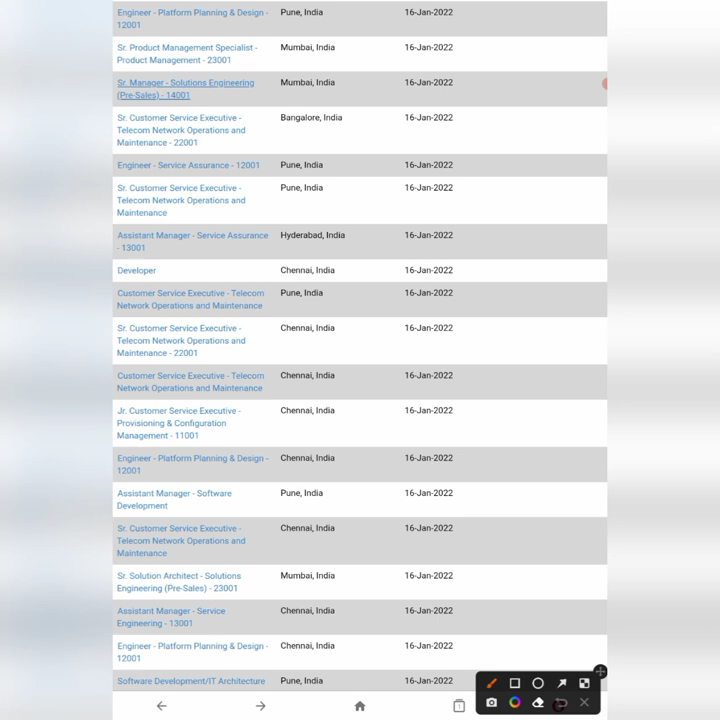 Engineer - Platform Planning & Design - Pune, India 16-Jan-2022
12001
Sr. Product Management Specialist - Mumbai, India 16-Jan-2022
Product Management - 23001
Sr. Manager - Solutions Engineering Mumbai, India 16-Jan-2022
(Pre-Sales) - 14001
Sr. Customer Service Executive - Bangalore, India 16-Jan-2022
Telecom Network Operations and
Maintenance - 22001
Engineer - Service Assurance - 12001 Pune, India 16-Jan-2022
Sr. Customer Service Executive - Pune, India 16-Jan-2022
Telecom Network Operations and
Maintenance
Assistant Manager - Service Assurance Hyderabad, India 16-Jan-2022
- 13001
Developer Chennai, India 16-Jan-2022
Customer Service Executive - Telecom Pune, India 16-Jan-2022
Network Operations and Maintenance
Sr. Customer Service Executive - Chennai, India 16-Jan-2022
Telecom Network Operations and
Maintenance - 22001
Customer Service Executive - Telecom Chennai, India 16-Jan-2022
Network Operations and Maintenance
Jr. Customer Service Executive - Chennai, India 16-Jan-2022
Provisioning & Configuration
Management - 11001
Engineer - Platform Planning & Design - Chennai, India 16-Jan-2022
12001
Assistant Manager - Software Pune, India 16-Jan-2022
Development
Sr. Customer Service Executive - Chennai, India 16-Jan-2022
Telecom Network Operations and
Maintenance
Sr. Solution Architect - Solutions Mumbai, India 16-Jan-2022
Engineering (Pre-Sales) - 23001
Assistant Manager - Service Chennai, India 16-Jan-2022
Engineering - 13001
Engineer - Platform Planning & Design - Chennai, India 16-Jan-2022
12001
Software Development/IT Architecture Pune, India 16-Jan-2022
1